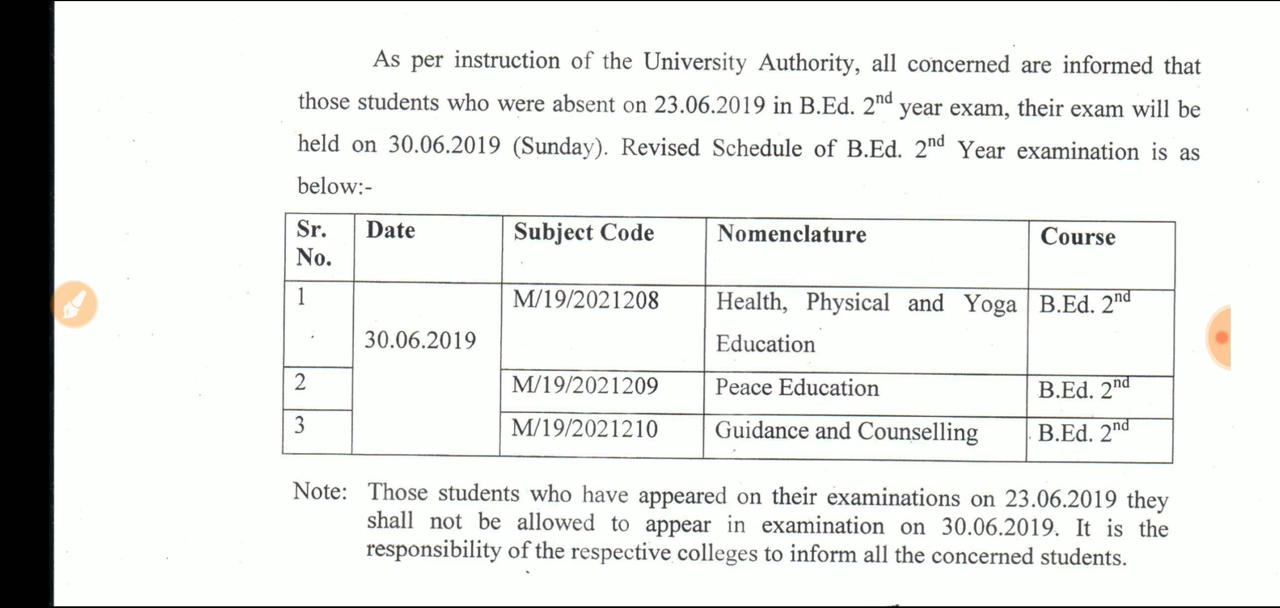 As per instruction of the University Authority, all concerned are informed that
those students who were absent on 23.06.2019 in B.Ed. 2nd year exam, their exam will be
held on 30.06.2019 (Sunday). Revised Schedule of B.Ed. 2nd Year examination is as
below:-
Sr. No. Date Subject Code Nomenclature Course
1 30.06.2019 M/19/2021208 Health, Physical and Yoga Education B.Ed. 2nd
2 M/19/2021209 Peace Education B.Ed. 2nd
3 M/19/2021210 Guidance and Counselling B.Ed. 2nd
Note: Those students who have appeared on their examinations on 23.06.2019 they
shall not be allowed to appear in examination on 30.06.2019. It is the
responsibility of the respective colleges to inform all the concerned students.